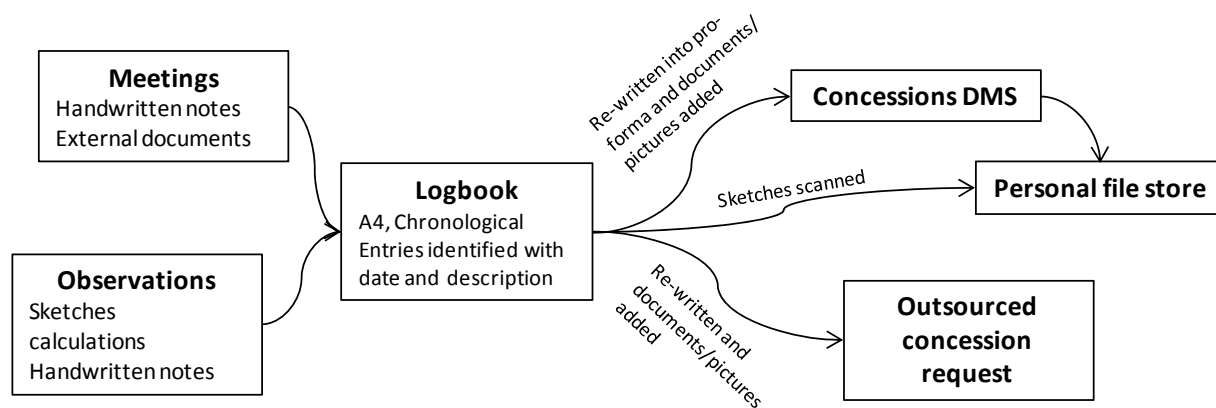 Meetings
Handwritten notes
External documents
Observations
Sketches
calculations
Handwritten notes
Logbook
A4, Chronological
Entries identified with
date and description
Re-written into pro-
forma and documents/
pictures added
Sketches scanned
Re-written and
documents/pictures
added
Concessions DMS
Personal file store
Outsourced
concession
request